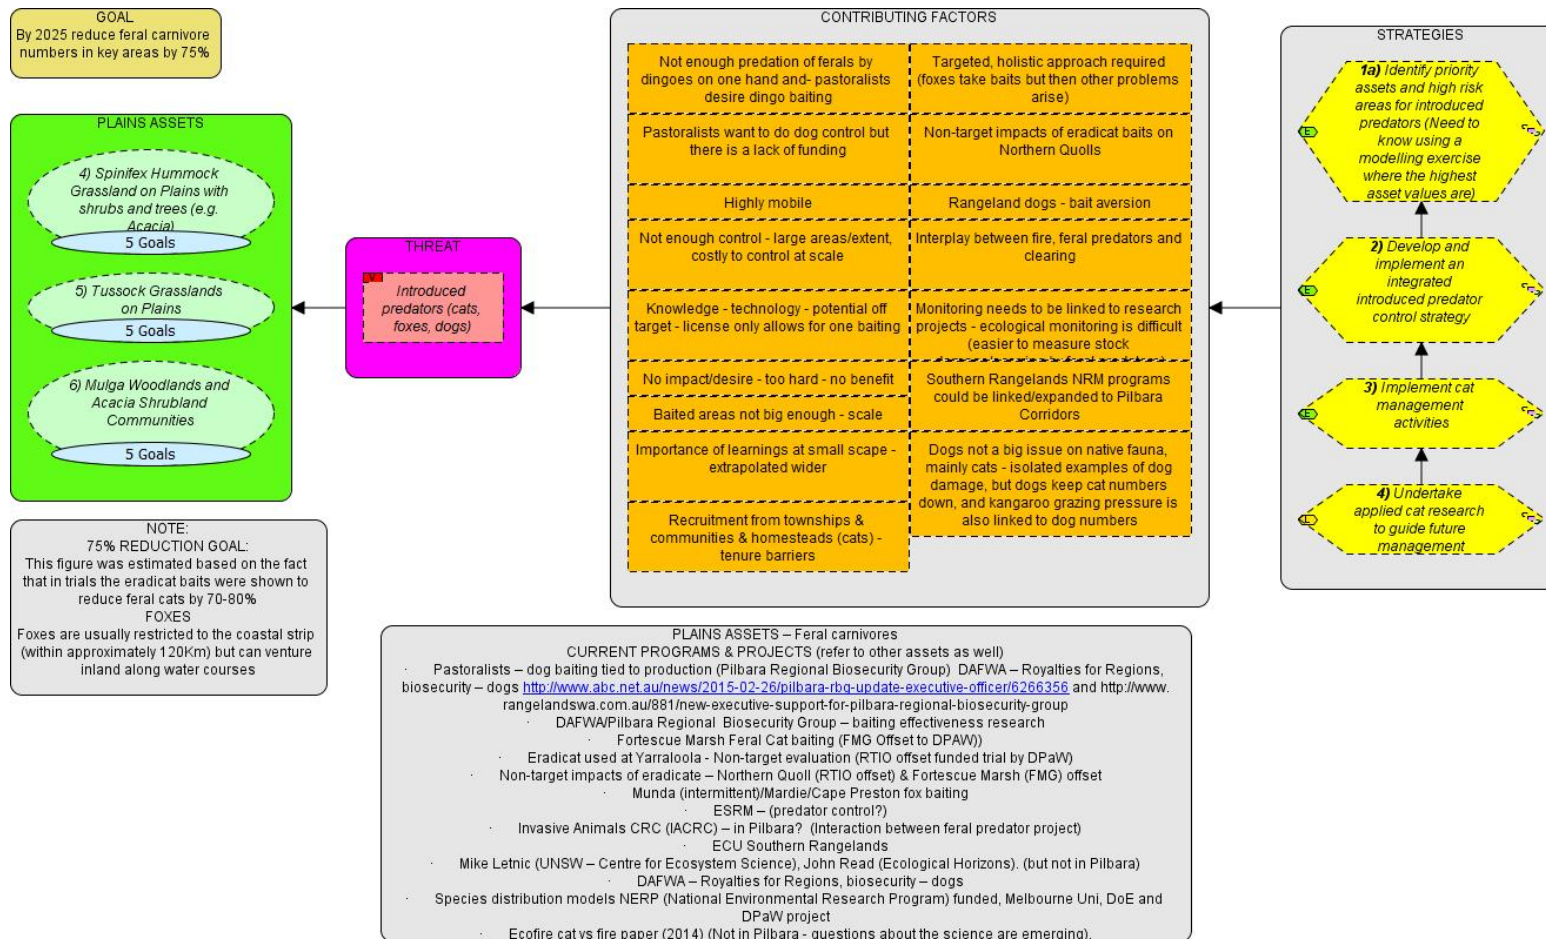 GOAL
By 2025 reduce feral carnivore
numbers in key areas by 75%
PLAINS ASSETS
4) Spinifex Hummock
Grassland on Plains with
shrubs and trees (e.g.
Acacia)
5 Goals
5) Tussock Grasslands
on Plains
5 Goals
6) Mulga Woodlands and
Acacia Shrubland
Communities
5 Goals
NOTE:
75% REDUCTION GOAL:
This figure was estimated based on the fact
that in trials the eradicat baits were shown to
reduce feral cats by 70-80%
FOXES
Foxes are usually restricted to the coastal strip
(within approximately 120Km) but can venture
inland along water courses
THREAT
Introduced
predators (cats,
foxes, dogs)
CONTRIBUTING FACTORS
Not enough predation of ferals by
dingoes on one hand and- pastoralists
desire dingo baiting
Pastoralists want to do dog control but
there is a lack of funding
Highly mobile
Not enough control - large areas/extent,
costly to control at scale
Knowledge - technology - potential off
target - license only allows for one baiting
No impact/desire - too hard - no benefit
Baited areas not big enough - scale
Importance of learnings at small scape -
extrapolated wider
Recruitment from townships &
communities & homesteads (cats) -
tenure barriers
Targeted, holistic approach required
(foxes take baits but then other problems
arise)
Non-target impacts of eradicat baits on
Northern Quolls
Rangeland dogs - bait aversion
Interplay between fire, feral predators and
clearing
Monitoring needs to be linked to research
projects - ecological monitoring is difficult
(easier to measure stock
Southern Rangelands NRM programs
could be linked/expanded to Pilbara
Corridors
Dogs not a big issue on native fauna,
mainly cats - isolated examples of dog
damage, but dogs keep cat numbers
down, and kangaroo grazing pressure is
also linked to dog numbers
STRATEGIES
1a) Identify priority
assets and high risk
areas for introduced
predators (Need to
know using a
modelling exercise
where the highest
asset values are)
2) Develop and
implement an
integrated
introduced predator
control strategy
3) Implement cat
management
activities
4) Undertake
applied cat research
to guide future
management
PLAINS ASSETS – Feral carnivores
CURRENT PROGRAMS & PROJECTS (refer to other assets as well)
· Pastoralists – dog baiting tied to production (Pilbara Regional Biosecurity Group) DAFWA – Royalties for Regions,
biosecurity – dogs http://www.abc.net.au/news/2015-02-26/pilbara-rbg-update-executive-officer/6266356 and http://www.
rangelandswa.com.au/881/new-executive-support-for-pilbara-regional-biosecurity-group
· DAFWA/Pilbara Regional Biosecurity Group – baiting effectiveness research
· Fortescue Marsh Feral Cat baiting (FMG Offset to DPAW))
· Eradicat used at Yarraloola - Non-target evaluation (RTIO offset funded trial by DPaW)
· Non-target impacts of eradicate – Northern Quoll (RTIO offset) & Fortescue Marsh (FMG) offset
· Munda (intermittent)/Mardie/Cape Preston fox baiting
· ESRM – (predator control?)
· Invasive Animals CRC (IACRC) – in Pilbara? (Interaction between feral predator project)
· ECU Southern Rangelands
· Mike Letnic (UNSW – Centre for Ecosystem Science), John Read (Ecological Horizons). (but not in Pilbara)
· DAFWA – Royalties for Regions, biosecurity – dogs
· Species distribution models NERP (National Environmental Research Program) funded, Melbourne Uni, DoE and
DPaW project
· Ecofire cat vs fire paper (2014) (Not in Pilbara - questions about the science are emerging).